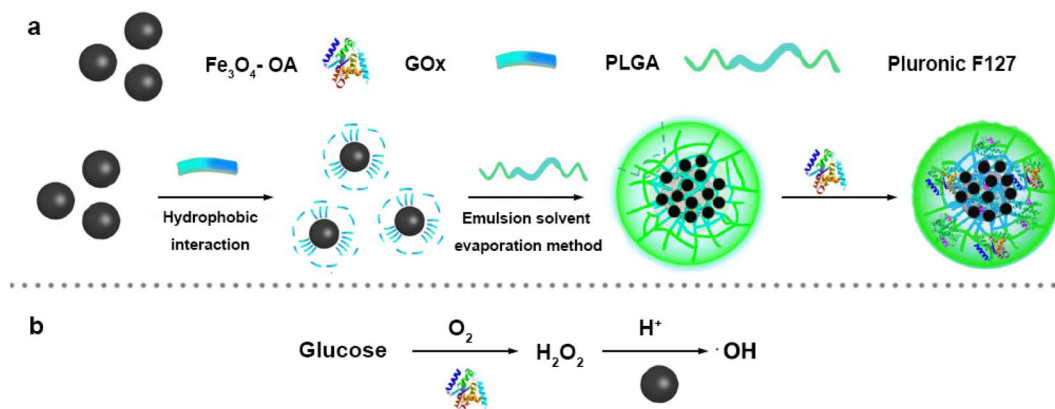 a
Fe₃O₄- OA GOx PLGA Pluronic F127
Hydrophobic
interaction
Emulsion solvent
evaporation method
b
Glucose O₂ H₂O₂ H⁺ ·OH